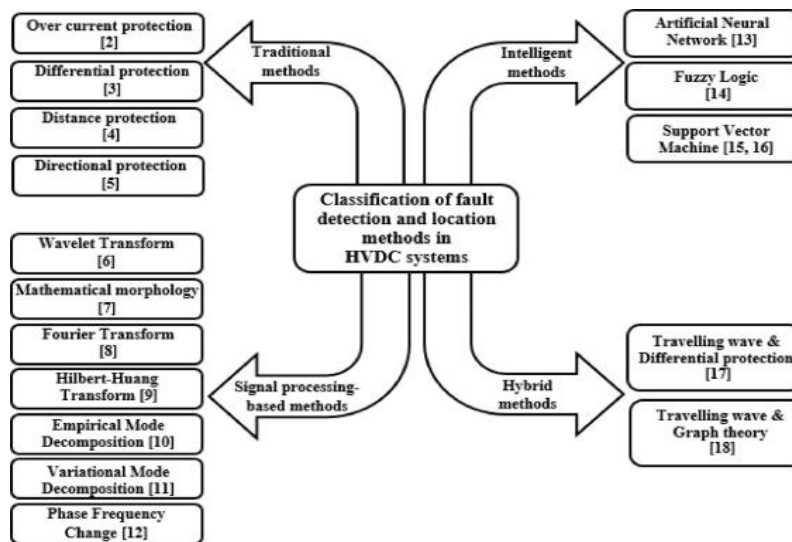 Over current protection
[2]
Differential protection
[3]
Distance protection
[4]
Directional protection
[5]
Traditional
methods
Intelligent
methods
Artificial Neural
Network [13]
Fuzzy Logic
[14]
Support Vector
Machine [15, 16]
Classification of fault
detection and location
methods in
HVDC systems
Wavelet Transform
[6]
Mathematical morphology
[7]
Fourier Transform
[8]
Hilbert-Huang
Transform [9]
Empirical Mode
Decomposition [10]
Variational Mode
Decomposition [11]
Phase Frequency
Change [12]
Signal processing-
based methods
Hybrid
methods
Travelling wave &
Differential protection
[17]
Travelling wave &
Graph theory
[18]